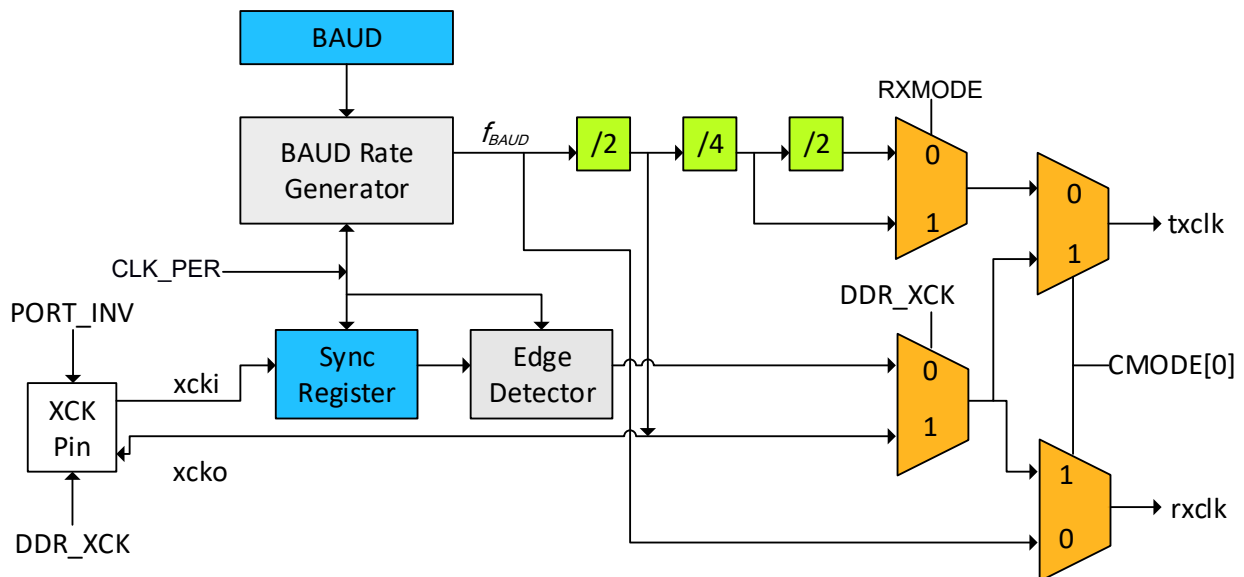 BAUD
RXMODE
BAUD Rate
Generator
fBAUD
/2
/4
/2
0
1
0
1
txclk
CLK_PER
PORT_INV
DDR_XCK
xcki
Sync
Register
Edge
Detector
0
1
CMODE[0]
XCK
Pin
xcko
1
0
rxclk
DDR_XCK